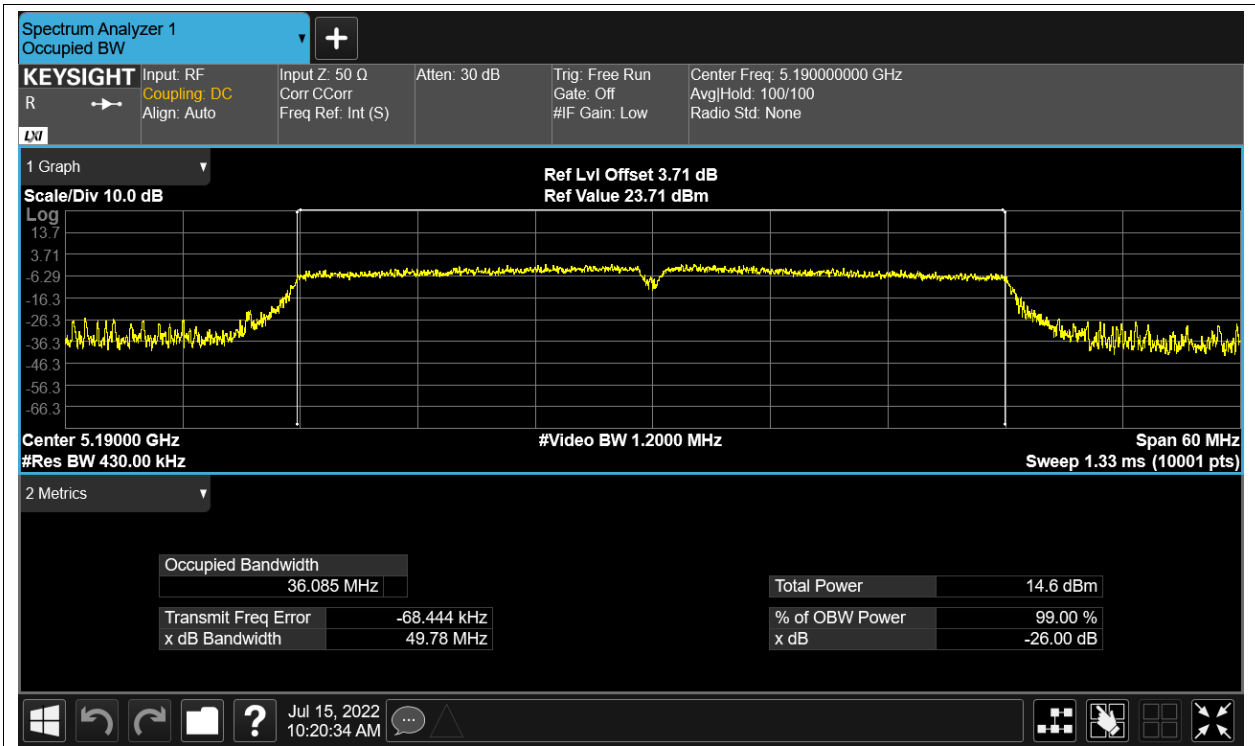 Spectrum Analyzer 1
Occupied BW
KEYSIGHT
R
LXI
Input: RF
Coupling: DC
Align: Auto
Input Z: 50 Ω
Corr CCorr
Freq Ref: Int (S)
Atten: 30 dB
Trig: Free Run
Gate: Off
#IF Gain: Low
Center Freq: 5.190000000 GHz
Avg|Hold: 100/100
Radio Std: None
1 Graph
Scale/Div 10.0 dB
Ref Lvl Offset 3.71 dB
Ref Value 23.71 dBm
Log
13.7
3.71
-6.29
-16.3
-26.3
-36.3
-46.3
-56.3
-66.3
Center 5.19000 GHz
#Video BW 1.2000 MHz
Span 60 MHz
#Res BW 430.00 kHz
Sweep 1.33 ms (10001 pts)
2 Metrics
Occupied Bandwidth
36.085 MHz
Transmit Freq Error -68.444 kHz
x dB Bandwidth 49.78 MHz
Total Power 14.6 dBm
% of OBW Power 99.00 %
x dB -26.00 dB
?
Jul 15, 2022
10:20:34 AM